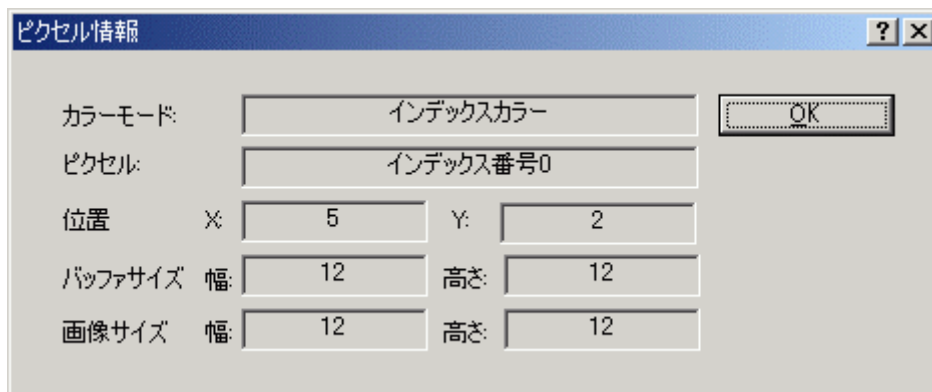 ピクセル情報
カラーモード: インデックスカラー OK
ピクセル: インデックス番号0
位置 X: 5 Y: 2
バッファサイズ 幅: 12 高さ: 12
画像サイズ 幅: 12 高さ: 12